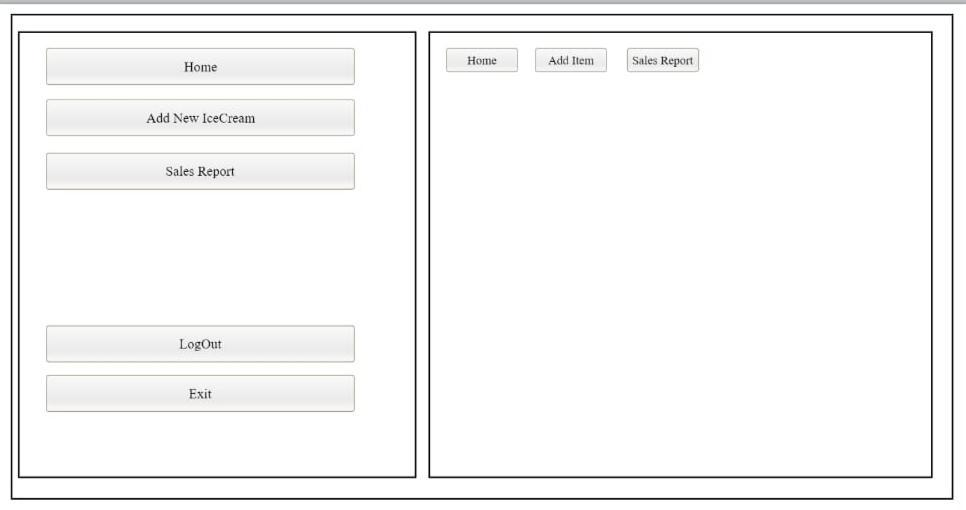 Home
Add New IceCream
Sales Report
LogOut
Exit
Home
Add Item
Sales Report